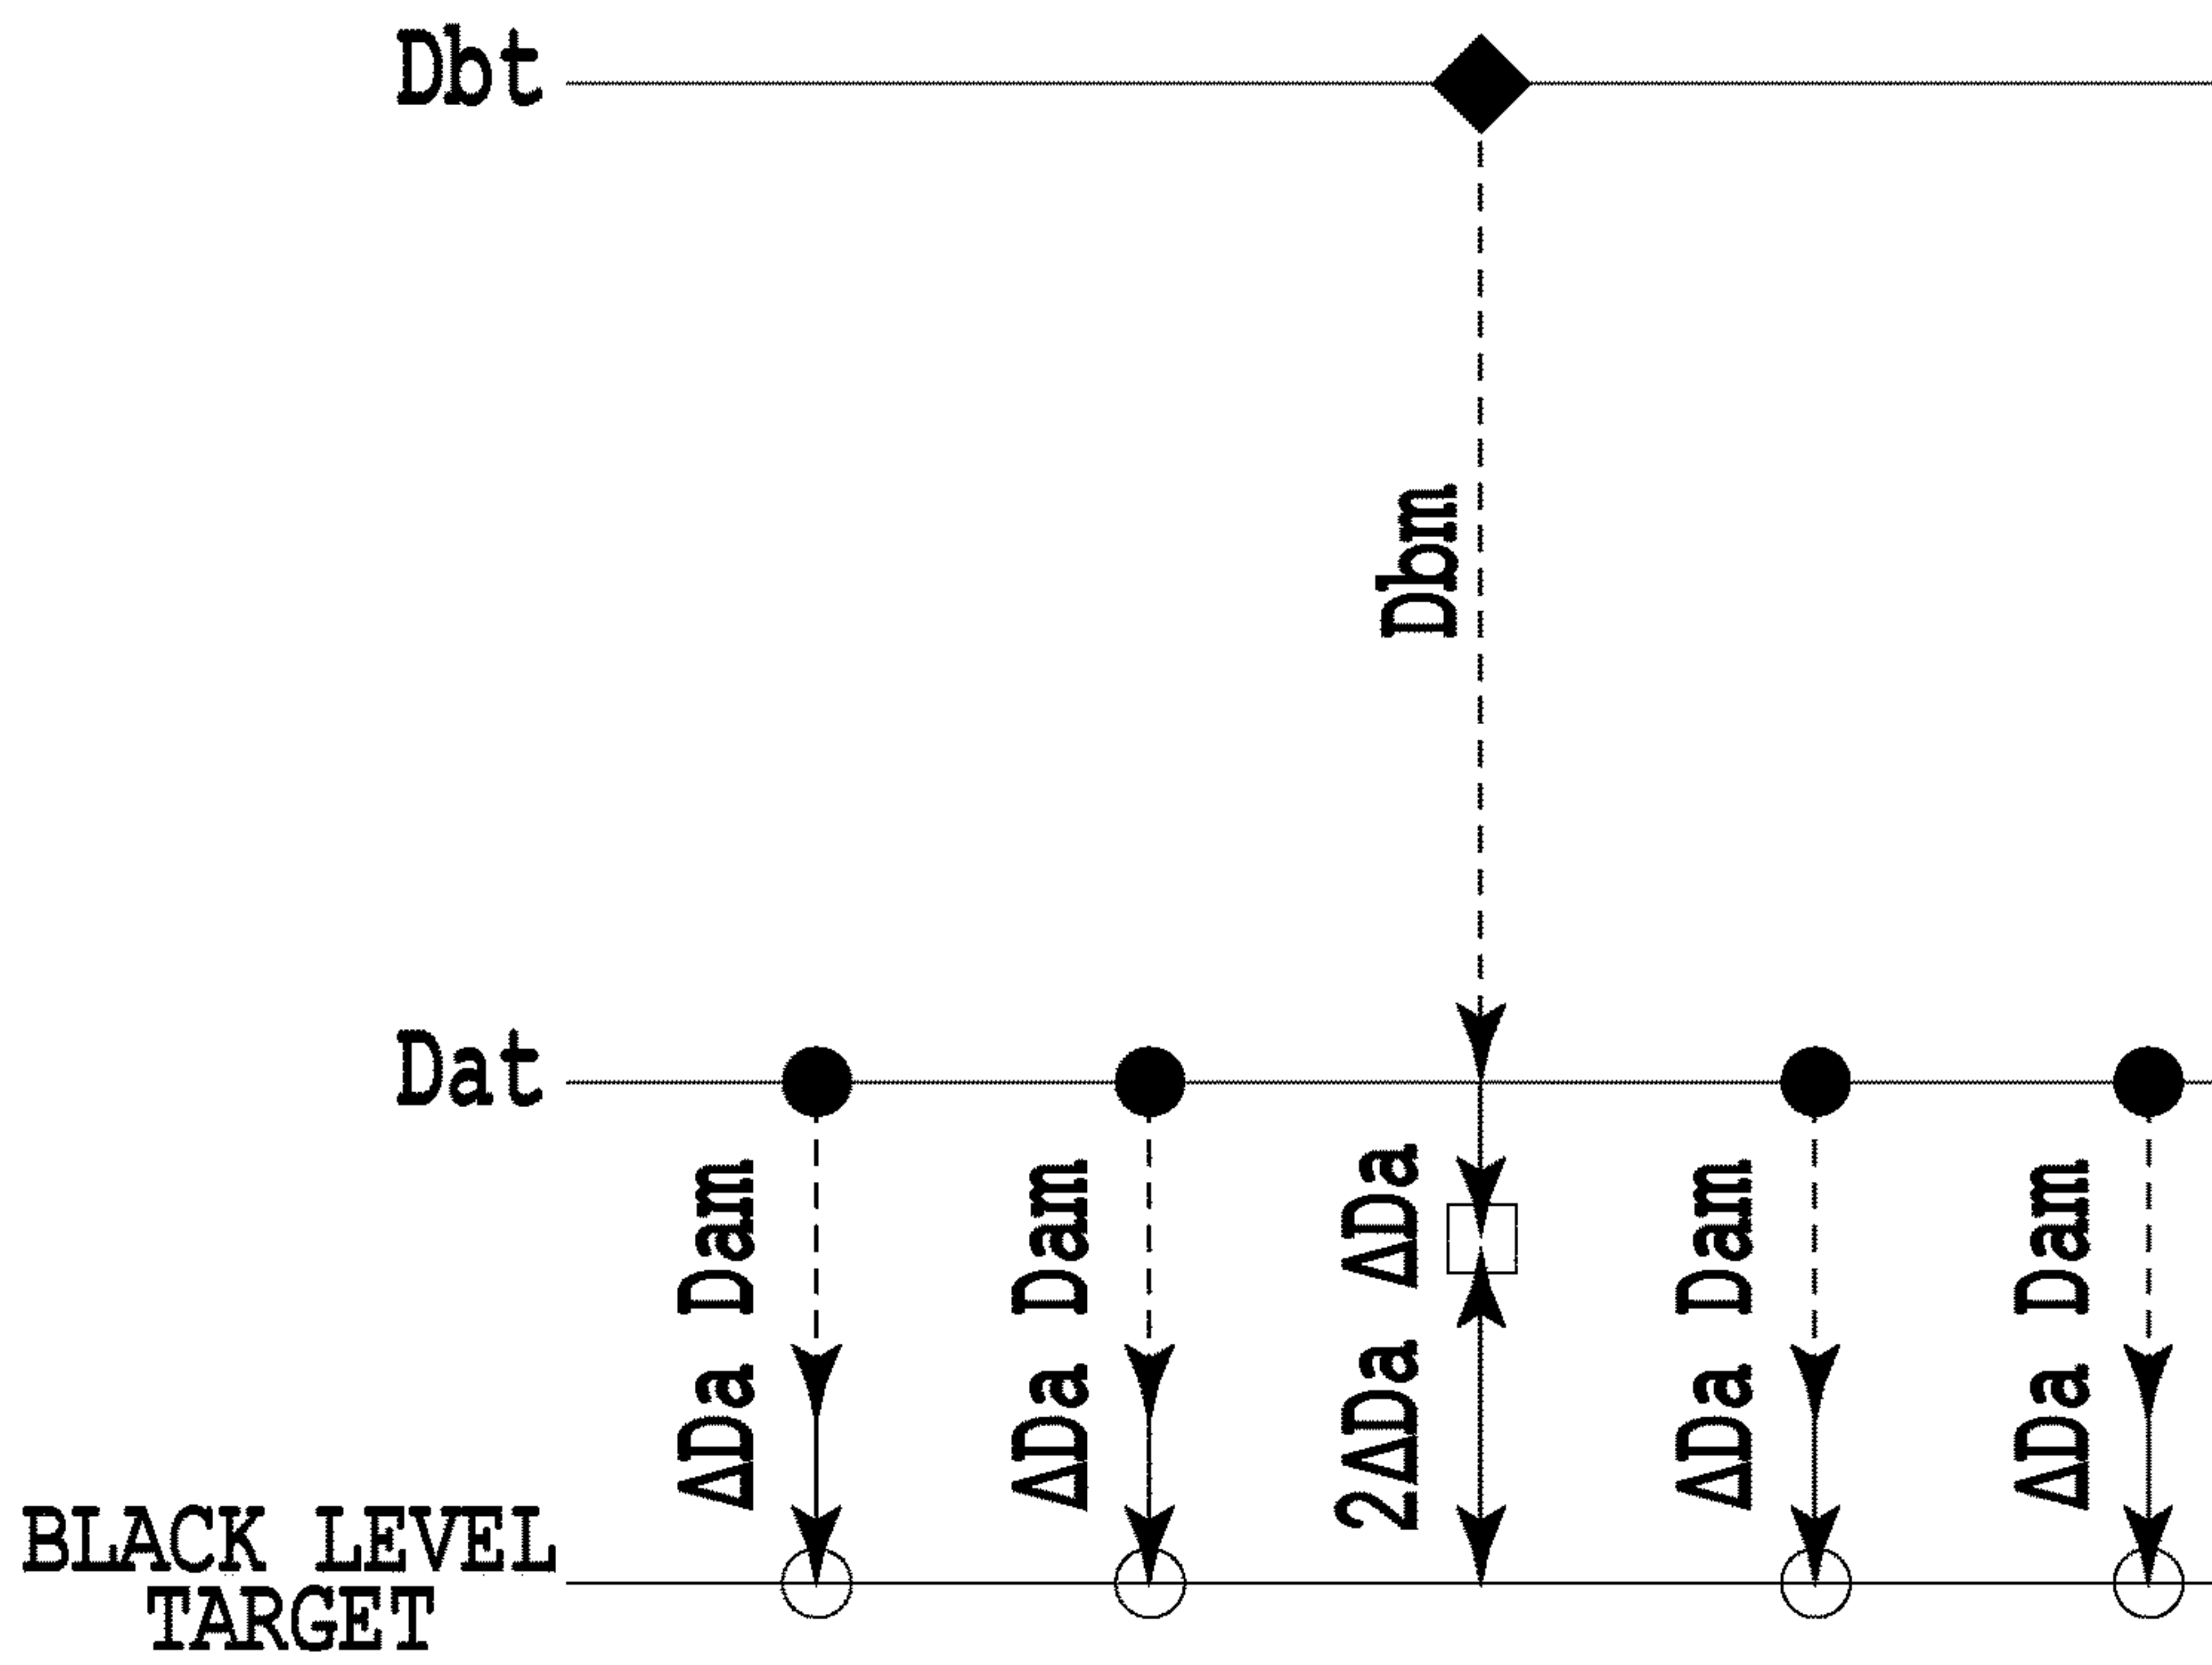 Dbt
Dbm
Dat
ΔDa Dam
ΔDa Dam
2ΔDa ΔDa
ΔDa Dam
ΔDa Dam
BLACK LEVEL
TARGET